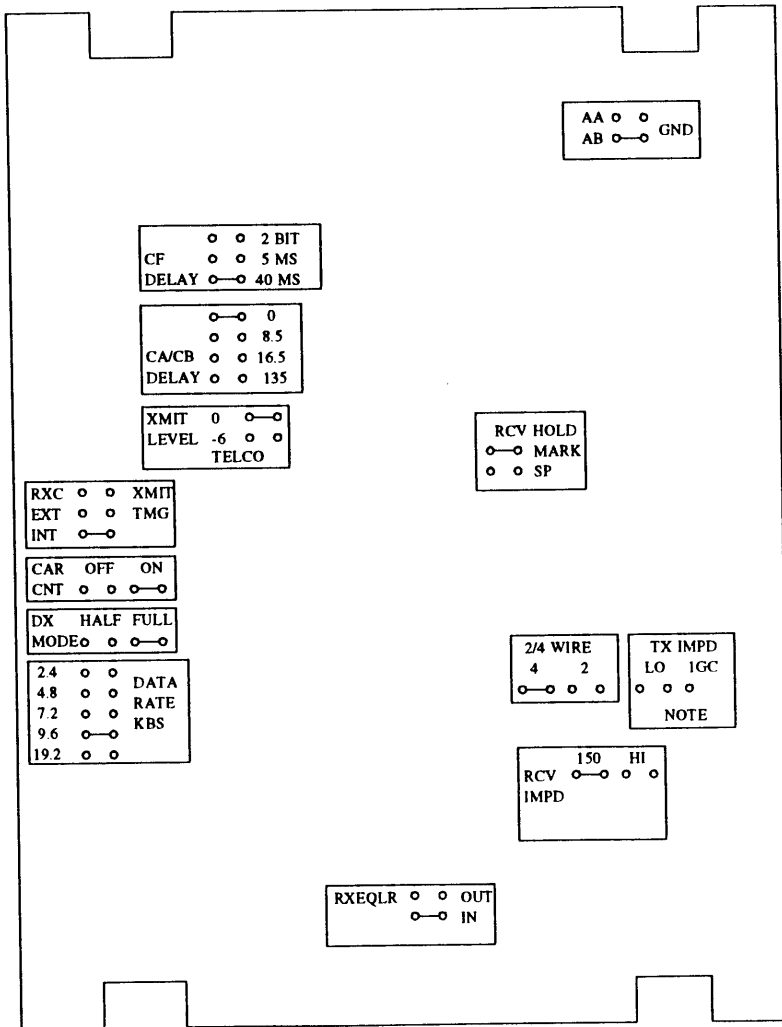 AA
AB GND
2 BIT
CF 5 MS
DELAY 40 MS
0
8.5
CA/CB 16.5
DELAY 135
XMIT 0
LEVEL -6
TELCO
RCV HOLD
MARK
SP
RXC XMIT
EXT TMG
INT
CAR OFF ON
CNT
DX HALF FULL
MODE
2.4
4.8 DATA
7.2 RATE
9.6 KBS
19.2
2/4 WIRE
4 2
TX IMPD
LO 1GC
NOTE
150 HI
RCV
IMPD
RXEQLR OUT
IN